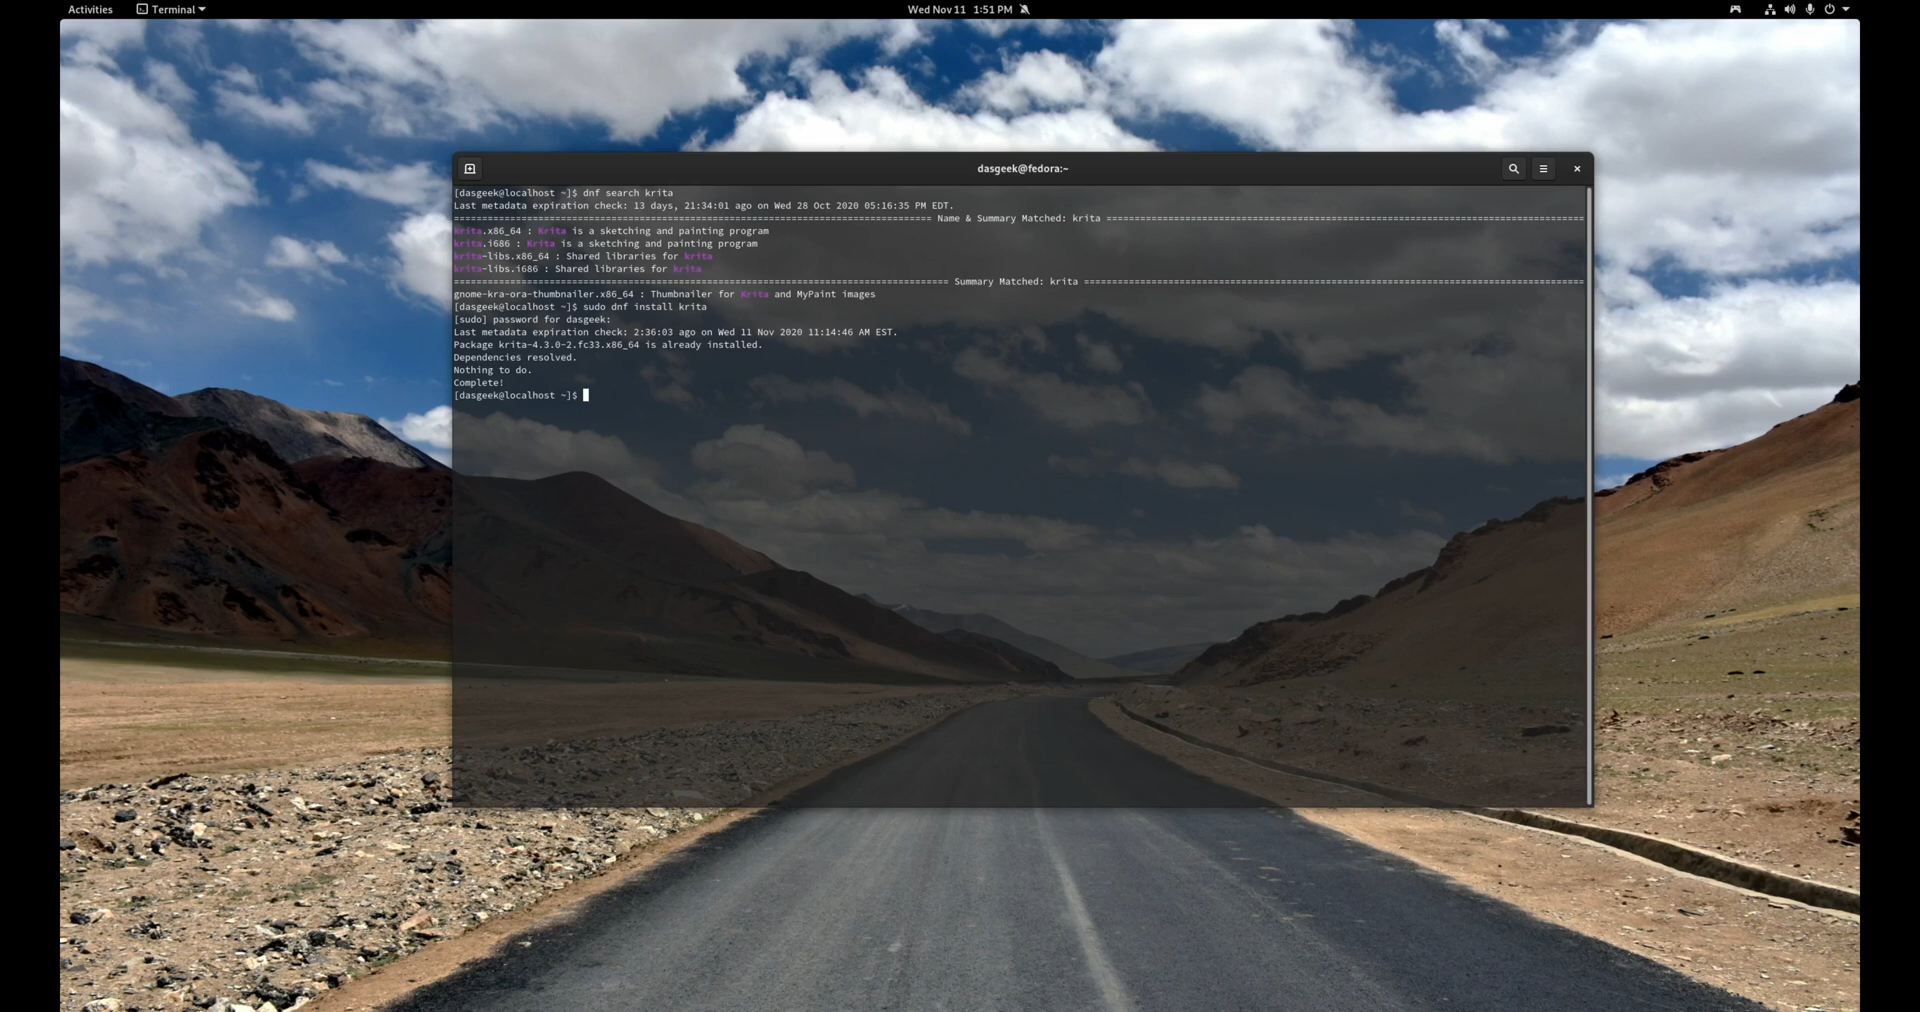 Activities Terminal Wed Nov 11 1:51 PM
dasgeek@fedora:~
[dasgeek@localhost ~]$ dnf search krita
Last metadata expiration check: 13 days, 21:34:01 ago on Wed 28 Oct 2020 05:16:35 PM EDT.
Name & Summary Matched: krita
krita.x86_64 : Krita is a sketching and painting program
krita.i686 : Krita is a sketching and painting program
krita-libs.x86_64 : Shared libraries for krita
krita-libs.i686 : Shared libraries for krita
Summary Matched: krita
gnome-kra-ora-thumbnailer.x86_64 : Thumbnailer for Krita and MyPaint images
[dasgeek@localhost ~]$ sudo dnf install krita
[sudo] password for dasgeek:
Last metadata expiration check: 2:36:03 ago on Wed 11 Nov 2020 11:14:46 AM EST.
Package krita-4.3.0-2.fc33.x86_64 is already installed.
Dependencies resolved.
Nothing to do.
Complete!
[dasgeek@localhost ~]$